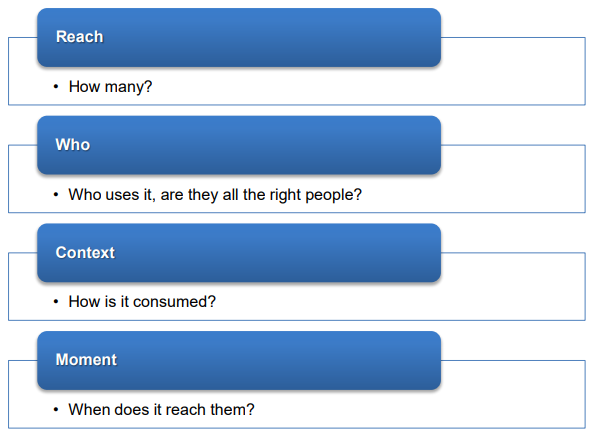 Reach
• How many?
Who
• Who uses it, are they all the right people?
Context
• How is it consumed?
Moment
• When does it reach them?